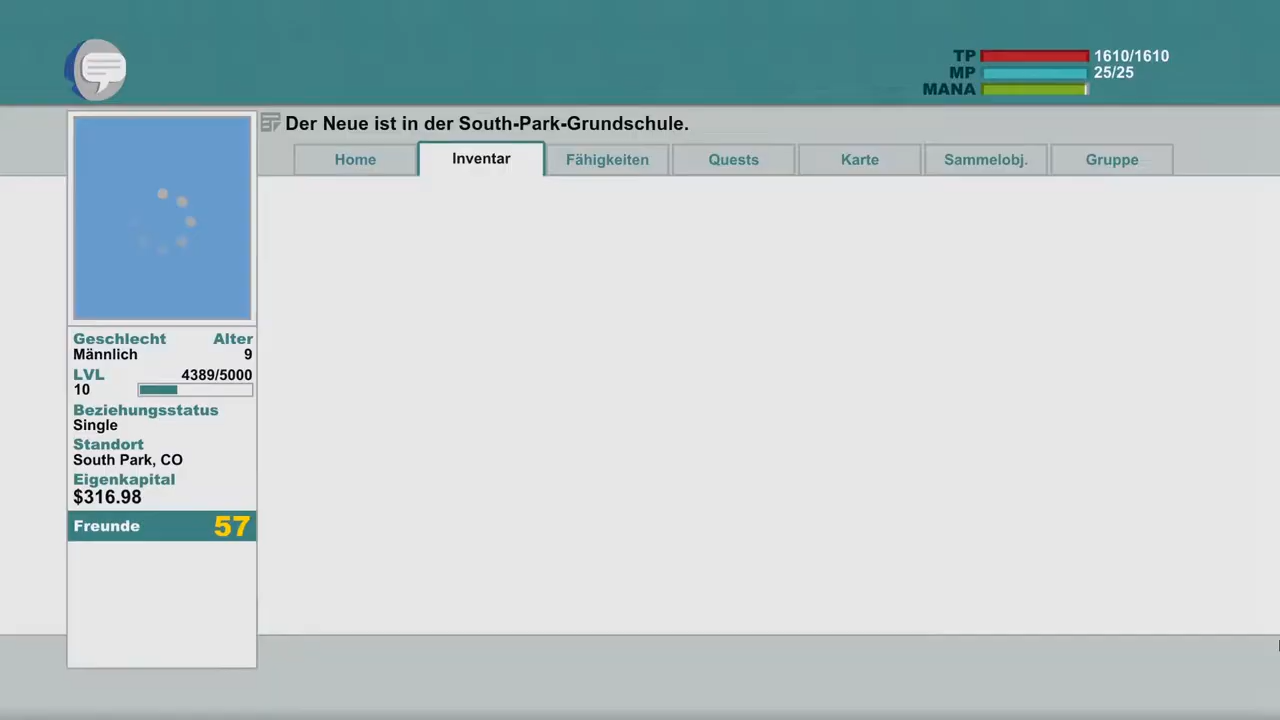 TP 1610/1610
MP 25/25
MANA
Der Neue ist in der South-Park-Grundschule.
Home Inventar Fähigkeiten Quests Karte Sammelobj. Gruppe
Geschlecht Alter
Männlich 9
LVL 4389/5000
10
Beziehungsstatus
Single
Standort
South Park, CO
Eigenkapital
$316.98
Freunde 57